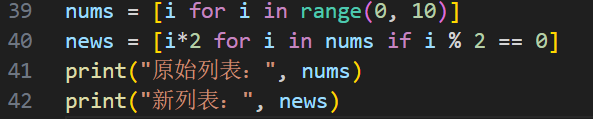 39 nums = [i for i in range(0, 10)]
40 news = [i*2 for i in nums if i % 2 == 0]
41 print("原始列表：", nums)
42 print("新列表：", news)